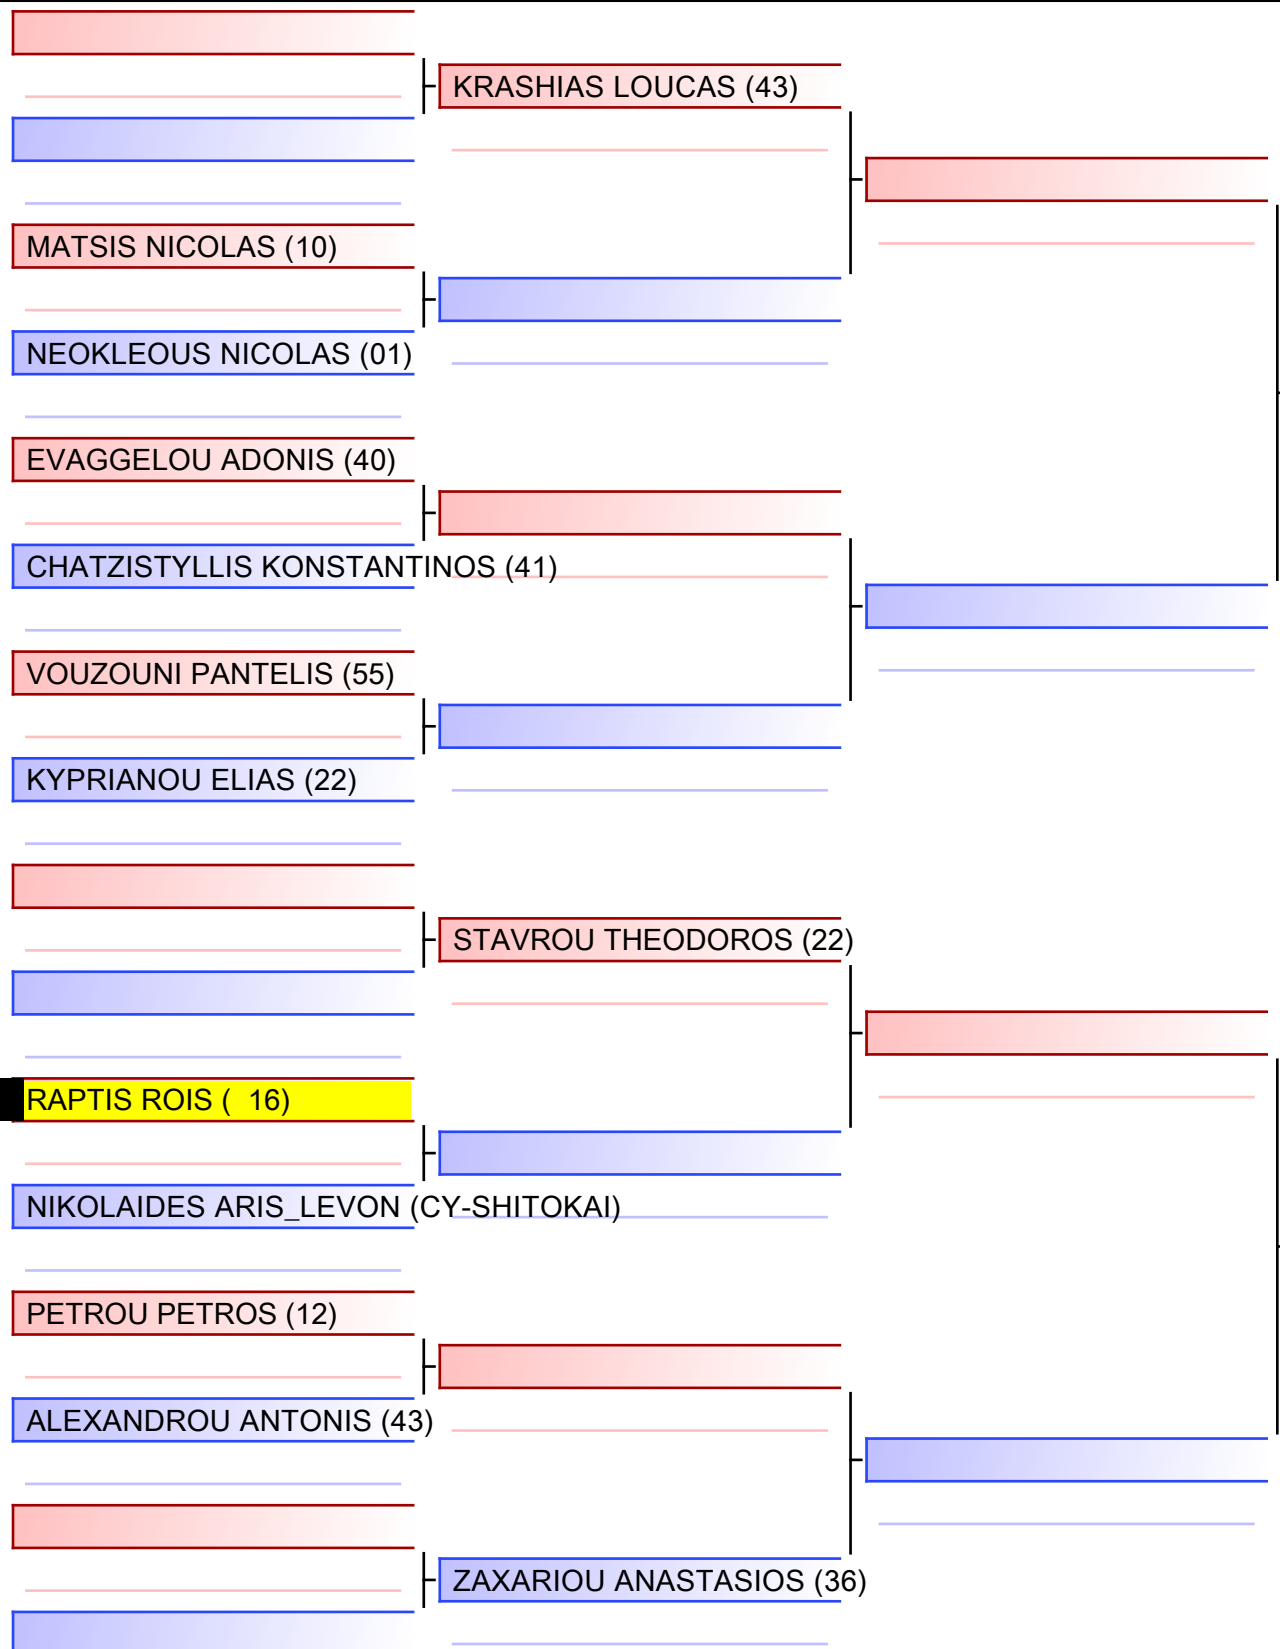 KRASHIAS LOUCAS (43)
MATSIS NICOLAS (10)
NEOKLEOUS NICOLAS (01)
EVAGGELOU ADONIS (40)
CHATZISTYLLIS KONSTANTINOS (41)
VOUZOUNI PANTELIS (55)
KYPRIANOU ELIAS (22)
STAVROU THEODOROS (22)
RAPTIS ROIS (  16)
NIKOLAIDES ARIS_LEVON (CY-SHITOKAI)
PETROU PETROS (12)
ALEXANDROU ANTONIS (43)
ZAXARIOU ANASTASIOS (36)